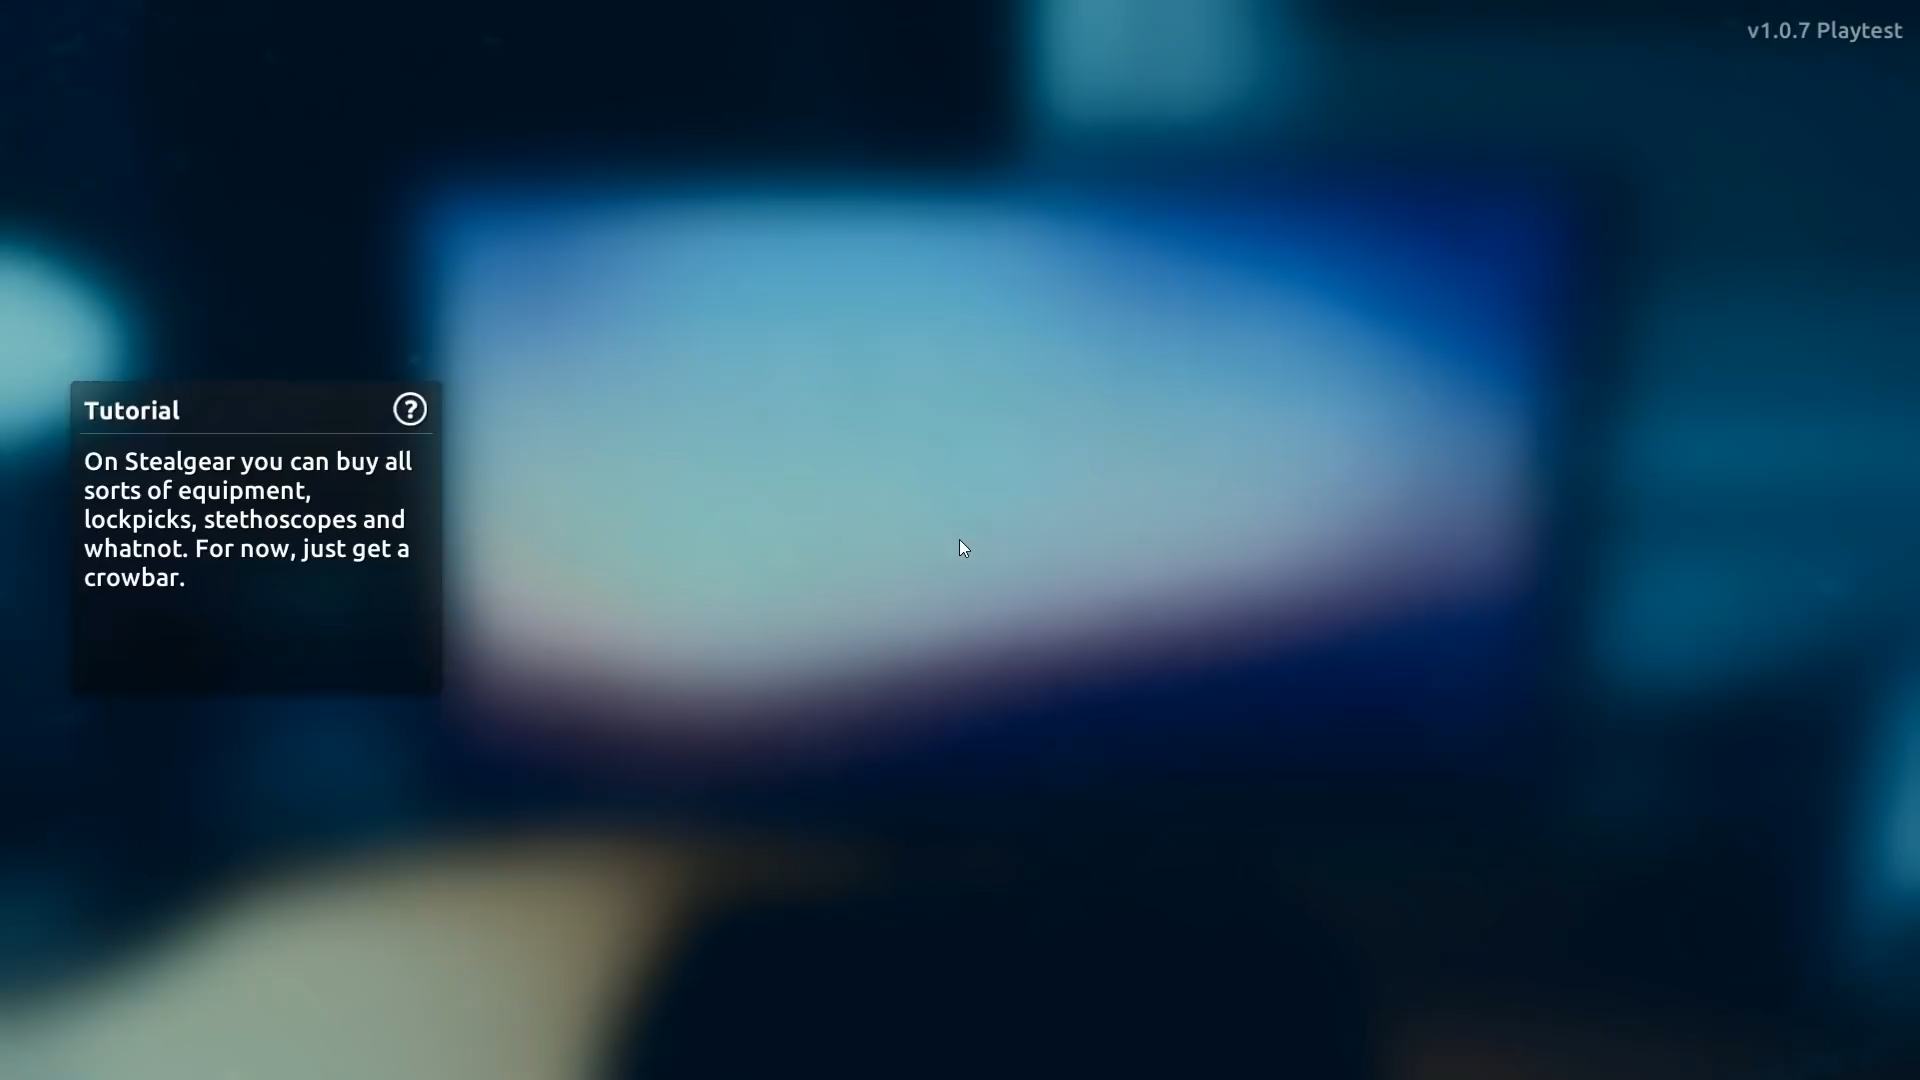 v1.0.7 Playtest
Tutorial
?
On Stealgear you can buy all
sorts of equipment,
lockpicks, stethoscopes and
whatnot. For now, just get a
crowbar.